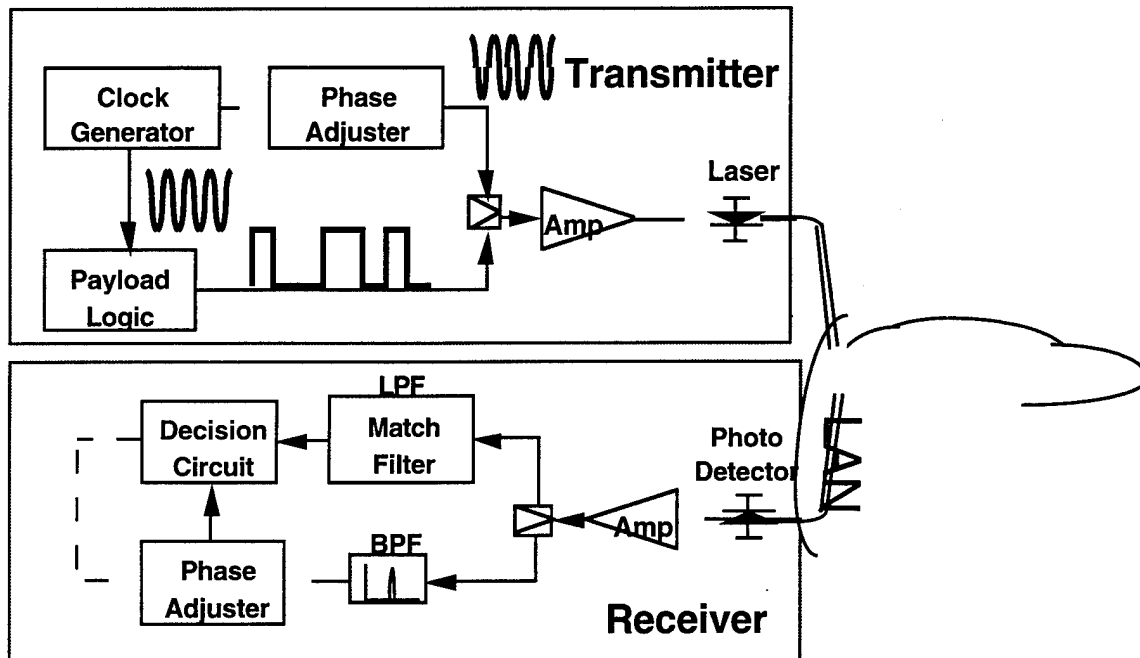 Transmitter
Clock
Generator
Phase
Adjuster
Laser
Amp
Payload
Logic
LPF
Decision
Circuit
Match
Filter
Photo
Detector
LAN
Amp
BPF
Phase
Adjuster
Receiver